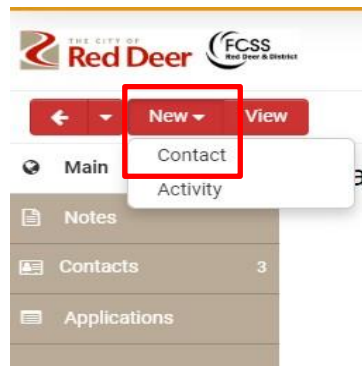 THE CITY OF
Red Deer
FCSS
Red Deer & District
New View
Contact
Activity
Main
Notes
Contacts 3
Applications